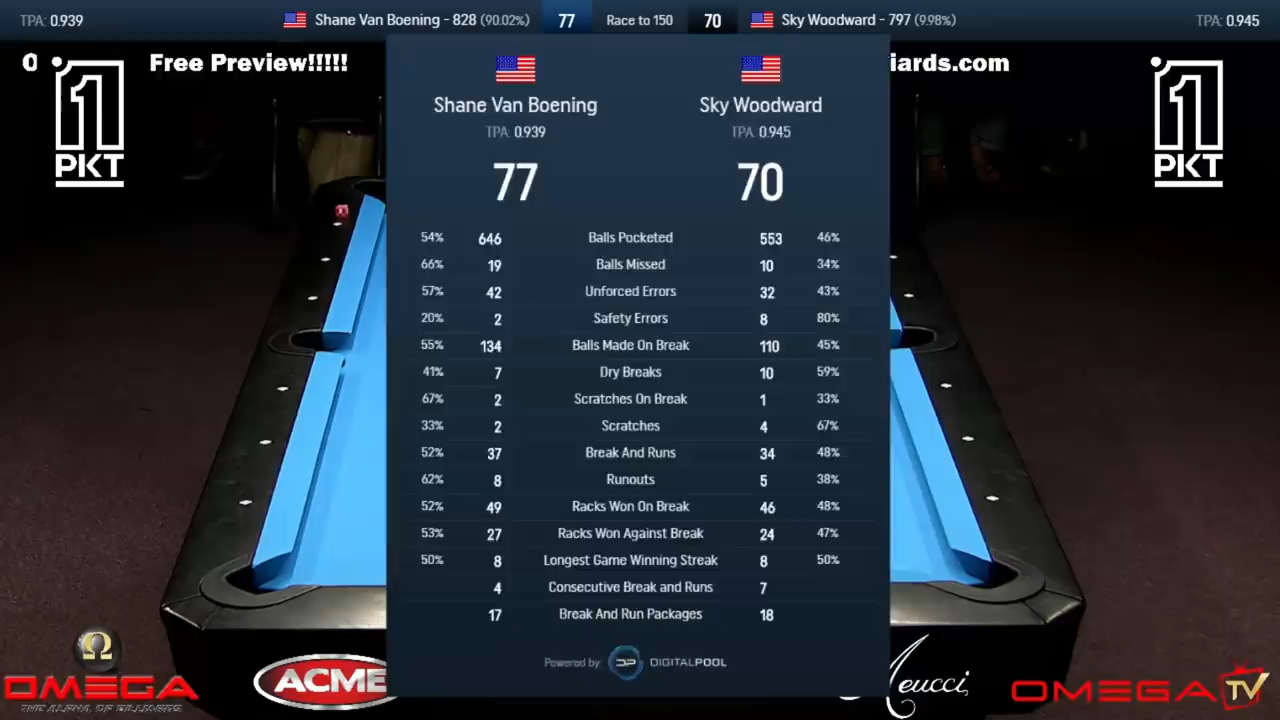 TPA: 0.939 Shane Van Boening - 828 (90.02%) 77 Race to 150 70 Sky Woodward - 797 (9.98%) TPA: 0.945
Free Preview!!!!! iards.com
1
PKT
1
PKT
Shane Van Boening Sky Woodward
TPA 0.939 TPA 0.945
77 70
54% 646 Balls Pocketed 553 46%
66% 19 Balls Missed 10 34%
57% 42 Unforced Errors 32 43%
20% 2 Safety Errors 8 80%
55% 134 Balls Made On Break 110 45%
41% 7 Dry Breaks 10 59%
67% 2 Scratches On Break 1 33%
33% 2 Scratches 4 67%
52% 37 Break And Runs 34 48%
62% 8 Runouts 5 38%
52% 49 Racks Won On Break 46 48%
53% 27 Racks Won Against Break 24 47%
50% 8 Longest Game Winning Streak 8 50%
4 Consecutive Break and Runs 7
17 Break And Run Packages 18
Powered by DP DIGITALPOOL
Ω
OMEGA
THE ALPHA, OF BILLIARDS
ACME
Meucci
OMEGA TV